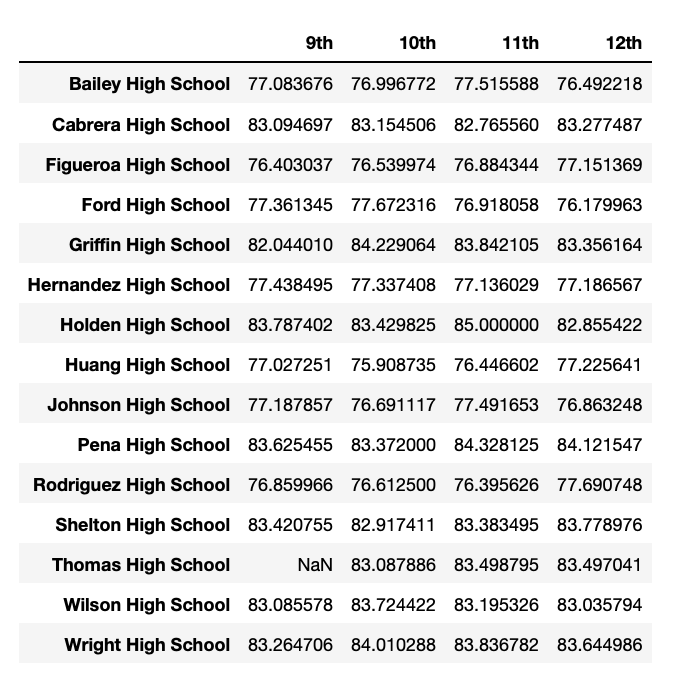 9th 10th 11th 12th
Bailey High School 77.083676 76.996772 77.515588 76.492218
Cabrera High School 83.094697 83.154506 82.765560 83.277487
Figueroa High School 76.403037 76.539974 76.884344 77.151369
Ford High School 77.361345 77.672316 76.918058 76.179963
Griffin High School 82.044010 84.229064 83.842105 83.356164
Hernandez High School 77.438495 77.337408 77.136029 77.186567
Holden High School 83.787402 83.429825 85.000000 82.855422
Huang High School 77.027251 75.908735 76.446602 77.225641
Johnson High School 77.187857 76.691117 77.491653 76.863248
Pena High School 83.625455 83.372000 84.328125 84.121547
Rodriguez High School 76.859966 76.612500 76.395626 77.690748
Shelton High School 83.420755 82.917411 83.383495 83.778976
Thomas High School NaN 83.087886 83.498795 83.497041
Wilson High School 83.085578 83.724422 83.195326 83.035794
Wright High School 83.264706 84.010288 83.836782 83.644986